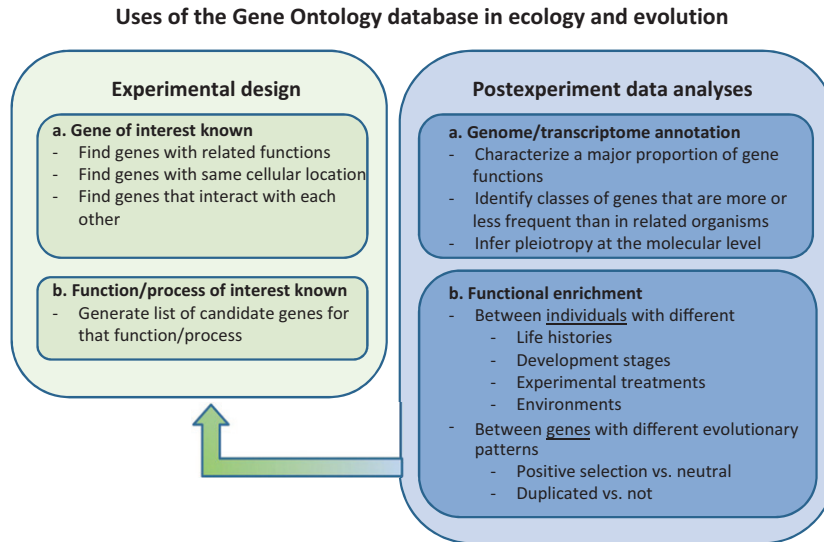 Uses of the Gene Ontology database in ecology and evolution
Experimental design
a. Gene of interest known
- Find genes with related functions
- Find genes with same cellular location
- Find genes that interact with each
other
b. Function/process of interest known
- Generate list of candidate genes for
that function/process
Postexperiment data analyses
a. Genome/transcriptome annotation
- Characterize a major proportion of gene
functions
- Identify classes of genes that are more or
less frequent than in related organisms
- Infer pleiotropy at the molecular level
b. Functional enrichment
- Between individuals with different
- Life histories
- Development stages
- Experimental treatments
- Environments
- Between genes with different evolutionary
patterns
- Positive selection vs. neutral
- Duplicated vs. not